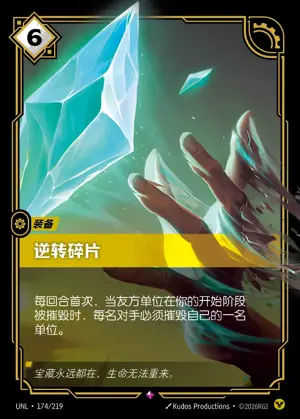 6
装备
逆转碎片
每回合首次，当友方单位在你的开始阶段
被摧毁时，每名对手必须摧毁自己的一名
单位。
宝藏永远都在，生命无法重来。
UNL • 174/219
Kudos Productions • ©2026RGI